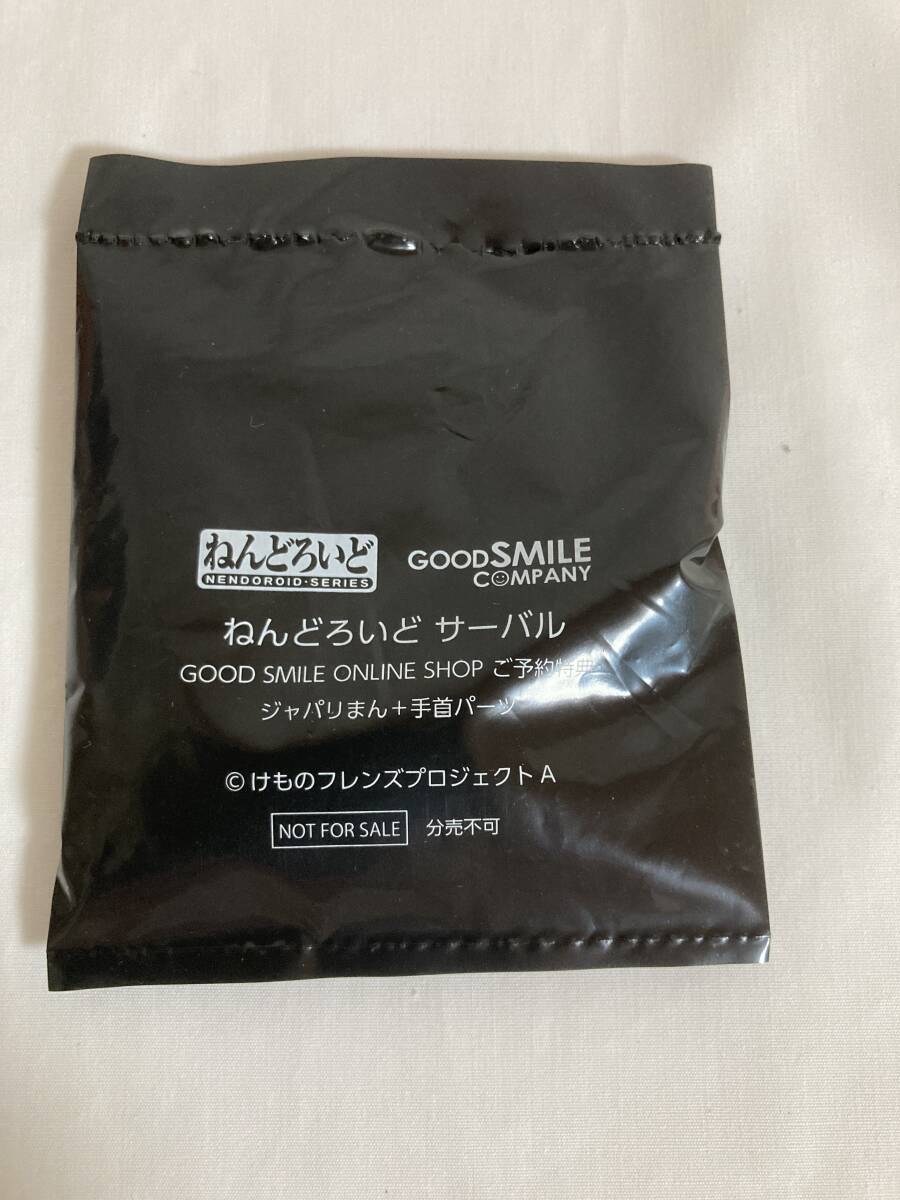 ねんどろいど
NENDOROID·SERIES
GOODSMILE
COMPANY
ねんどろいど サーバル
GOOD SMILE ONLINE SHOP ご予約特典
ジャパリまん+手首パーツ
©けものフレンズプロジェクト A
NOT FOR SALE 分売不可